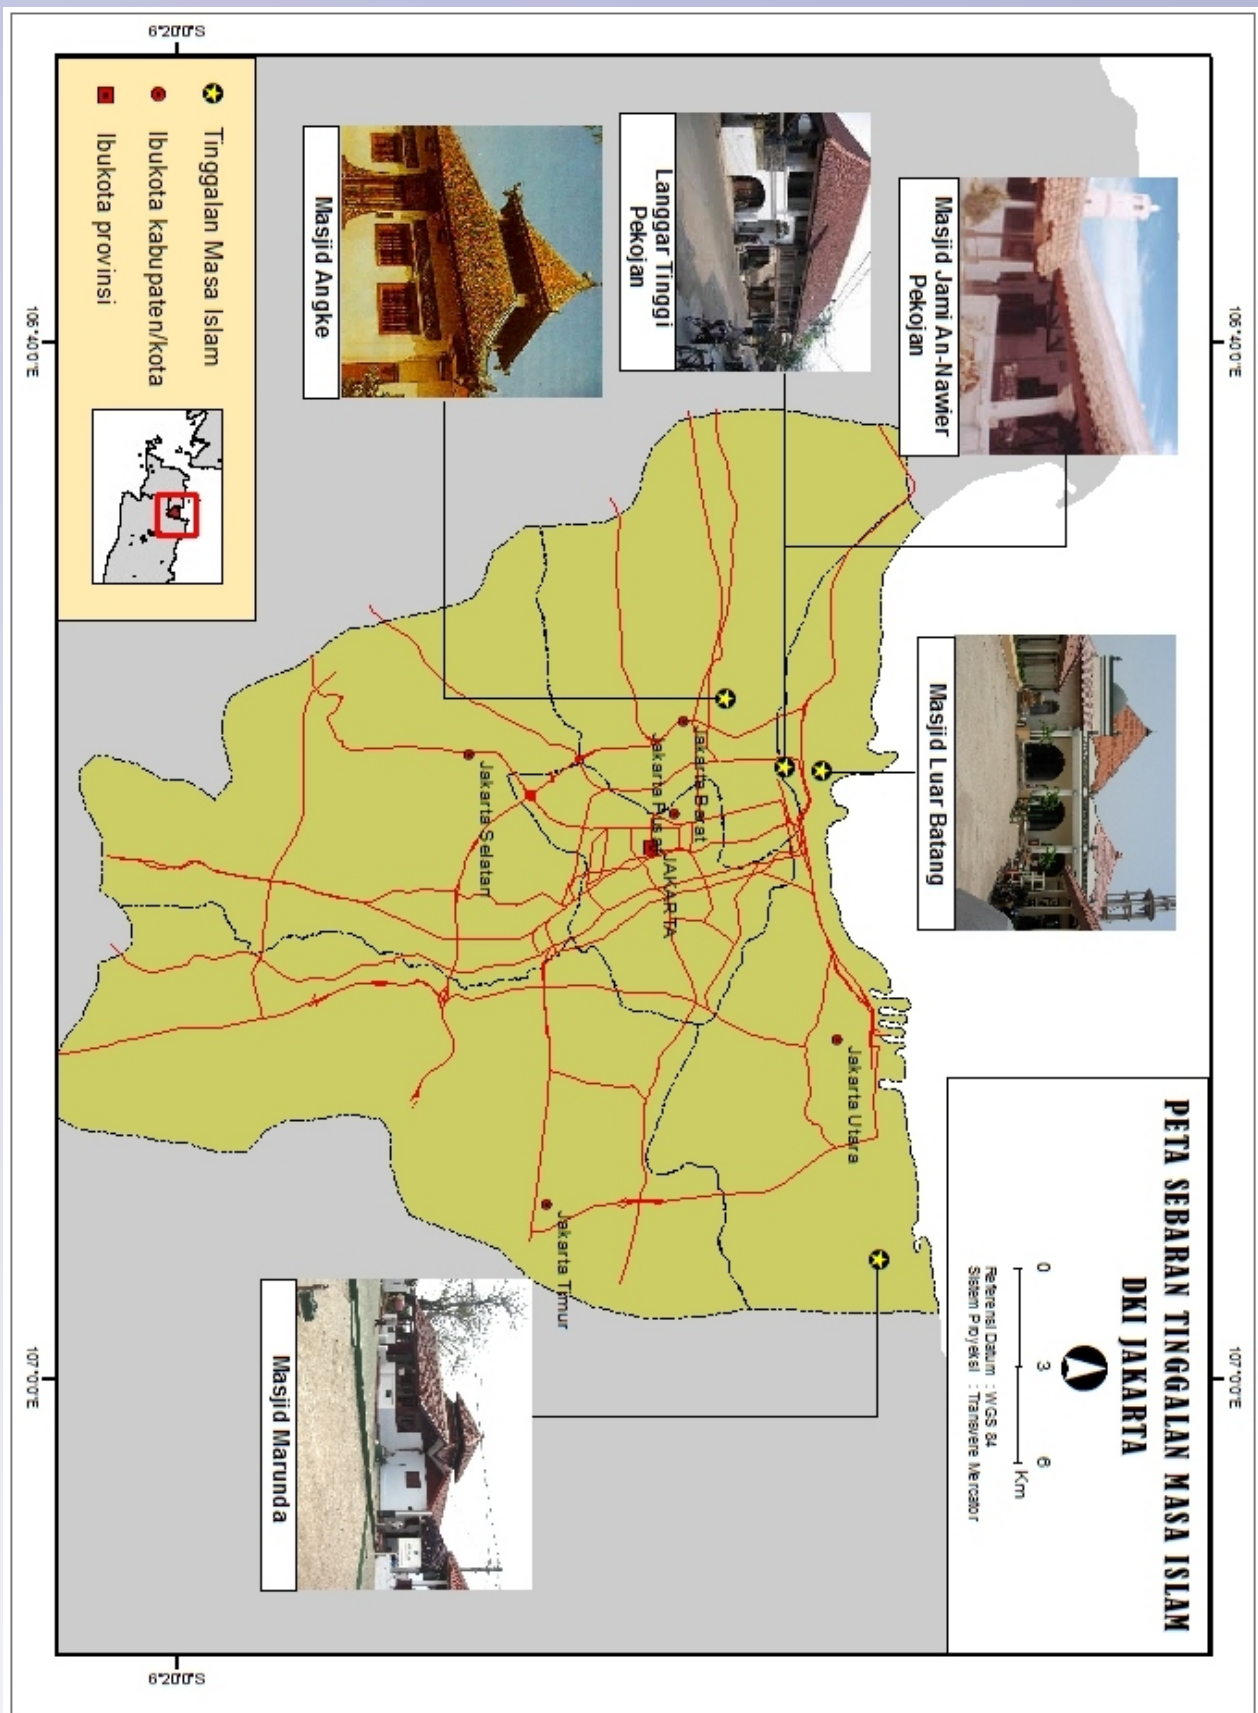 PETA SEBARAN TINGGALAN MASA ISLAM
DKI JAKARTA
0 3 6
Km
Referensi Datum : WGS 84
Sistem Proyeksi : Transvere Mercator
106°40'0"E
107°0'0"E
Masjid Jami An-Nawier
Pekojan
Masjid Luar Batang
Langgar Tinggi
Pekojan
Masjid Angke
Masjid Marunda
Jakarta Utara
Jakarta Barat
Jakarta Pusat
JAKARTA
Jakarta Selatan
Jakarta Timur
Tinggalan Masa Islam
Ibukota kabupaten/kota
Ibukota provinsi
6°20'0"S
6°20'0"S
106°40'0"E
107°0'0"E